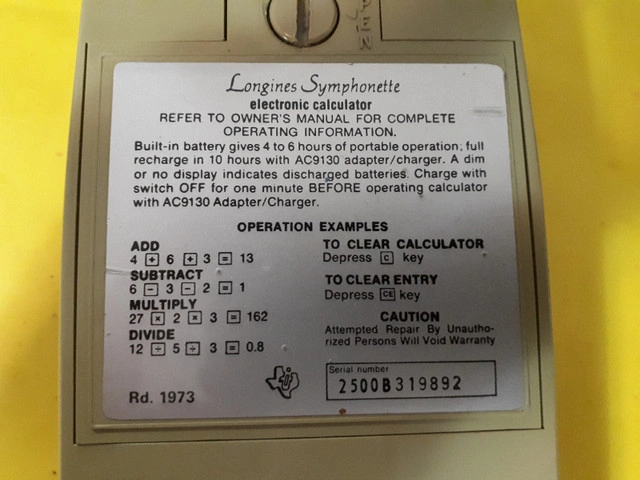 Longines Symphonette
electronic calculator
REFER TO OWNER'S MANUAL FOR COMPLETE
OPERATING INFORMATION.
Built-in battery gives 4 to 6 hours of portable operation; full
recharge in 10 hours with AC9130 adapter/charger. A dim
or no display indicates discharged batteries. Charge with
switch OFF for one minute BEFORE operating calculator
with AC9130 Adapter/Charger.
OPERATION EXAMPLES
ADD
4 + 6 + 3 = 13
SUBTRACT
6 − 3 − 2 = 1
MULTIPLY
27 × 2 × 3 = 162
DIVIDE
12 ÷ 5 ÷ 3 = 0.8
TO CLEAR CALCULATOR
Depress C key
TO CLEAR ENTRY
Depress CE key
CAUTION
Attempted Repair By Unautho-
rized Persons Will Void Warranty
Rd. 1973
Serial number
2500B319892